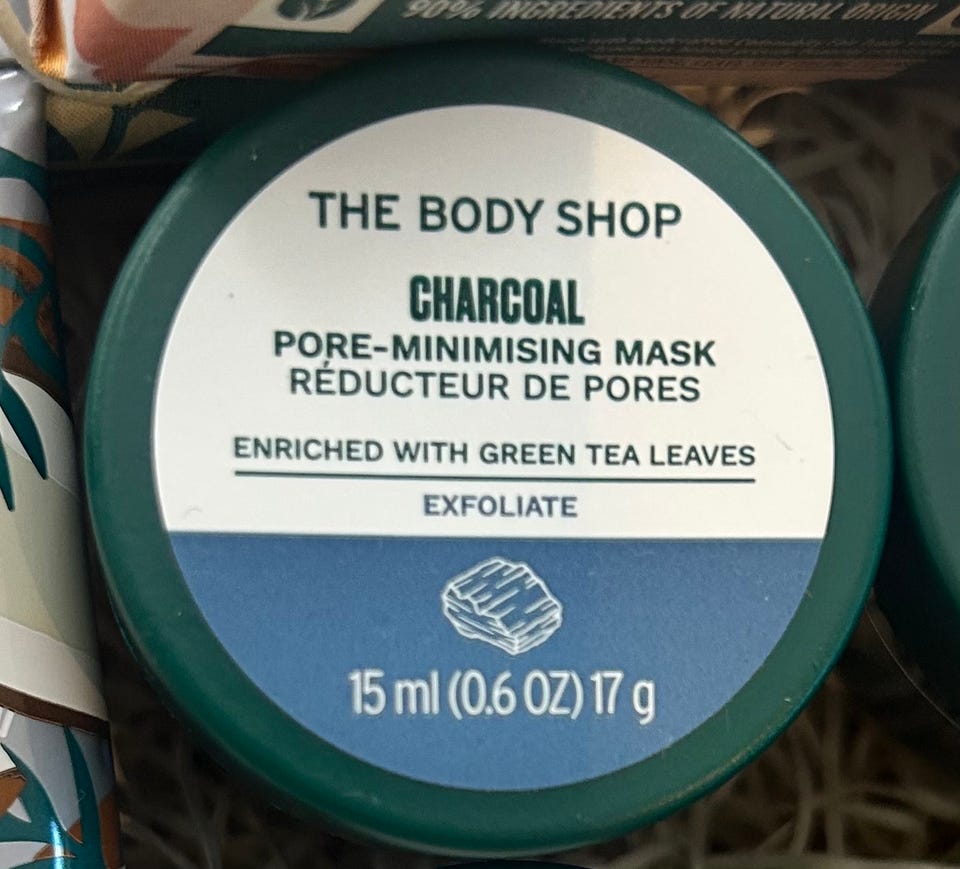 90% INGREDIENTS OF NATURAL ORIGIN
THE BODY SHOP
CHARCOAL
PORE-MINIMISING MASK
RÉDUCTEUR DE PORES
ENRICHED WITH GREEN TEA LEAVES
EXFOLIATE
15 ml (0.6 OZ) 17 g